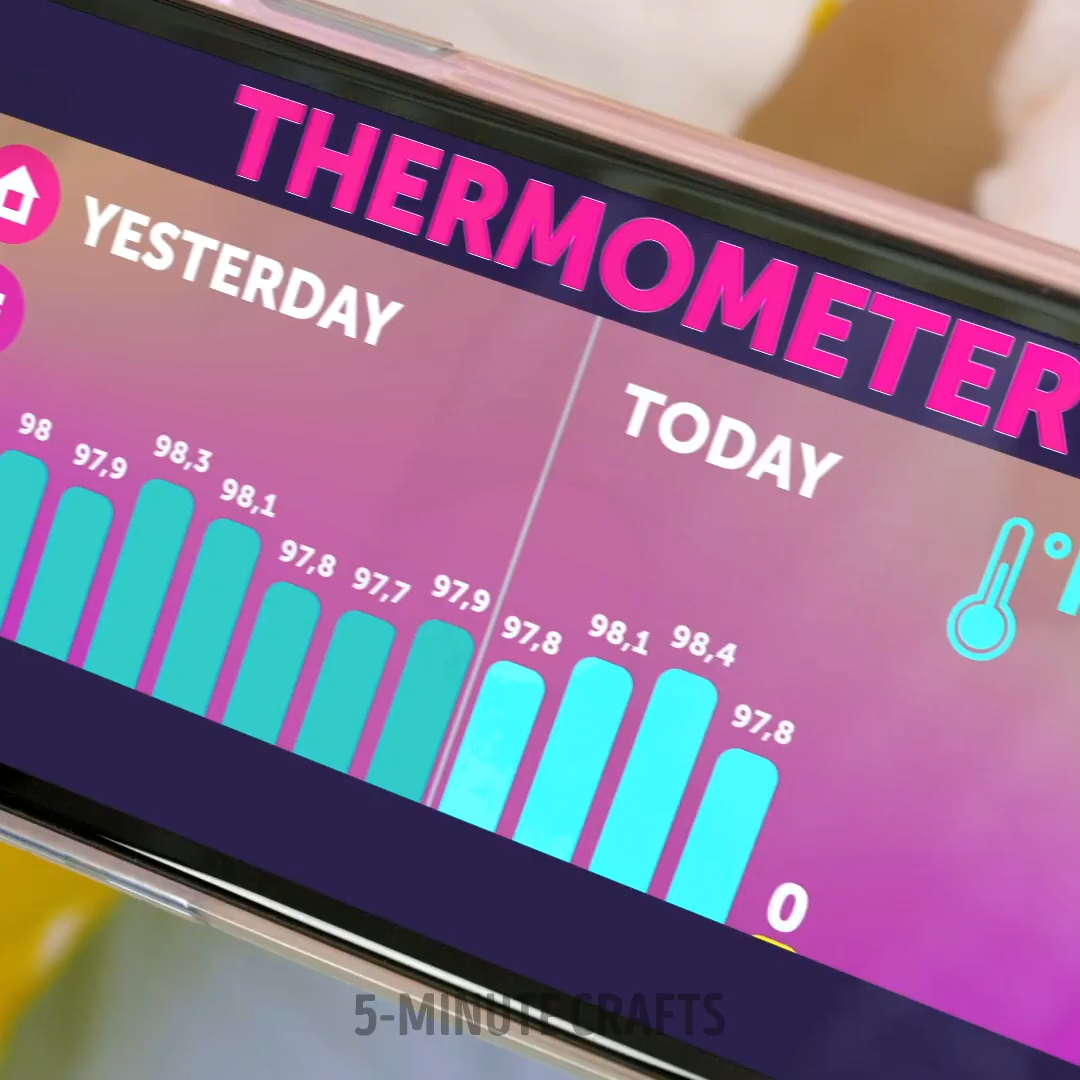 THERMOMETER
YESTERDAY
TODAY
98 97,9 98,3 98,1 97,8 97,7 97,9 97,8 98,1 98,4 97,8 0
5-MINUTE CRAFTS